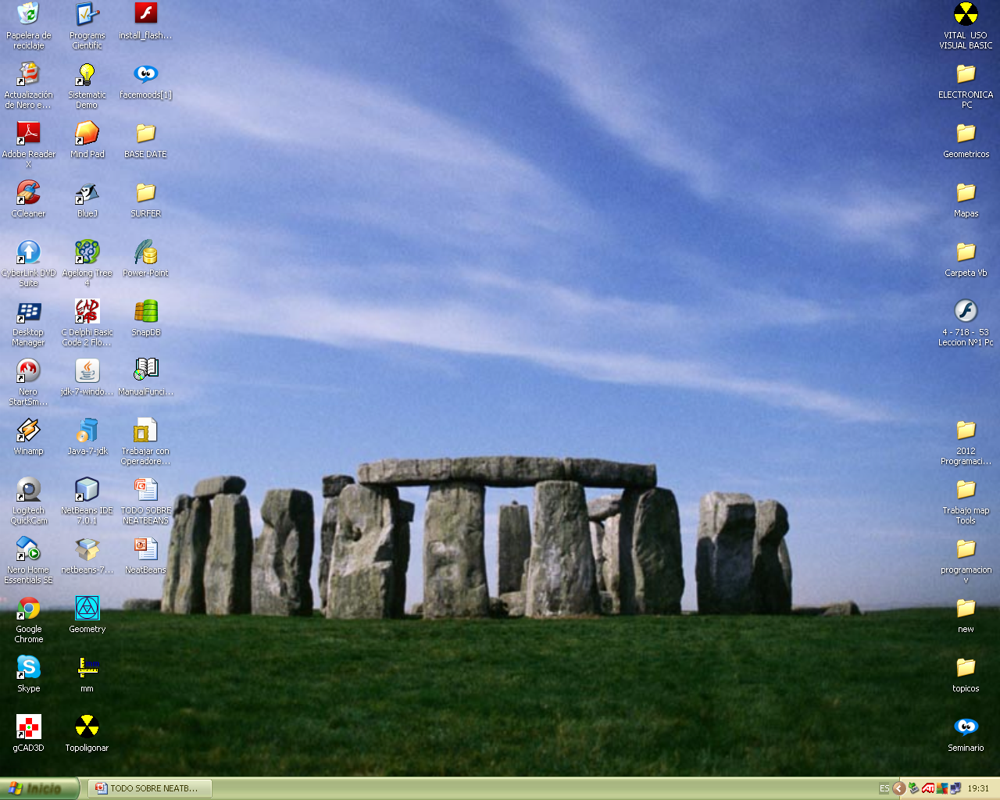 Papelera de
reciclaje
Programs
Cientific
install_flash...
Actualización
de Nero e...
Sistematic
Demo
facemoods[1]
Adobe Reader
X
Mind Pad
BASE DATE
CCleaner
BlueJ
SURFER
CyberLink DVD
Suite
Agelong Tree
4
Power-Point
Desktop
Manager
C Delphi Basic
Code 2 Flo...
SnapDB
Nero
StartSm...
jdk-7-windo...
ManualFunci...
Winamp
Java-7-jdk
Trabajar con
Operadore...
Logitech
QuickCam
NetBeans IDE
7.0.1
TODO SOBRE
NEATBEANS
Nero Home
Essentials SE
netbeans-7...
NeatBeans
Google
Chrome
Geometry
Skype
mm
gCAD3D
Topoligonar
VITAL USO
VISUAL BASIC
ELECTRONICA
PC
Geometricos
Mapas
Carpeta Vb
4 - 718 - 53
Leccion Nº1 Pc
2012
Programaci...
Trabajo map
Tools
programacion
v
new
topicos
Seminario
Inicio
TODO SOBRE NEATB...
ES
19:31